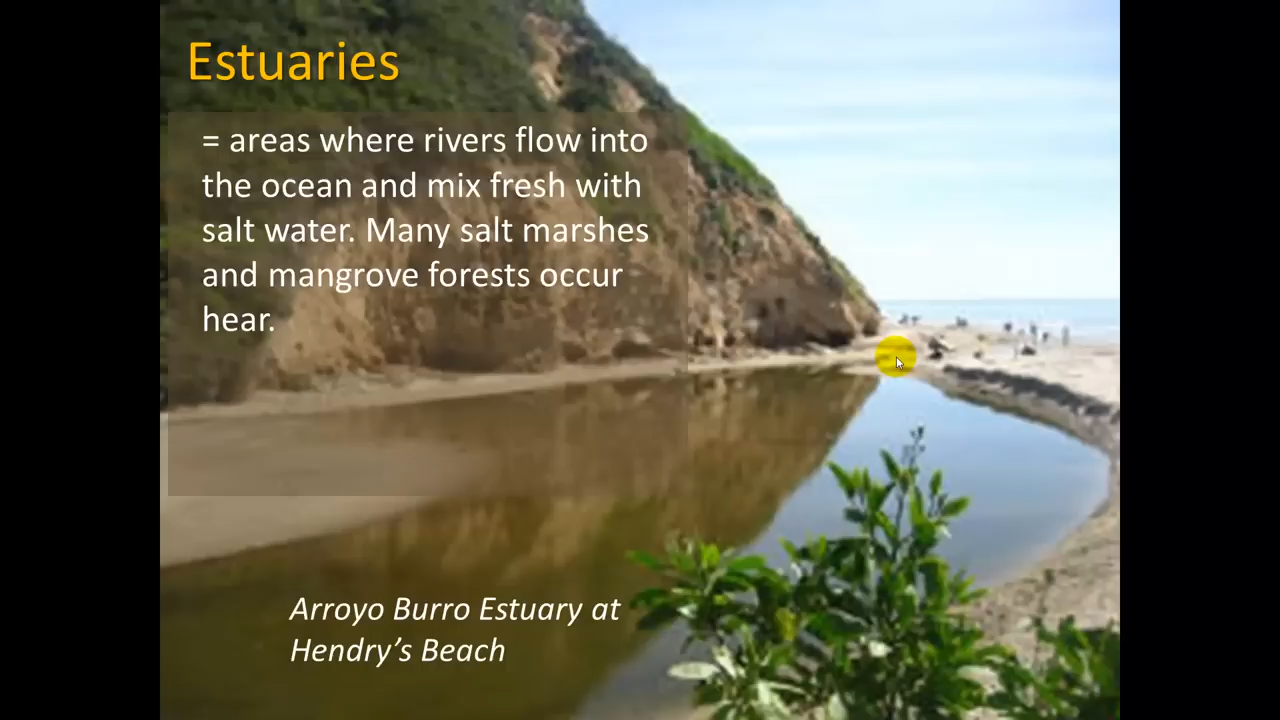 Estuaries
= areas where rivers flow into
the ocean and mix fresh with
salt water. Many salt marshes
and mangrove forests occur
hear.
Arroyo Burro Estuary at
Hendry’s Beach